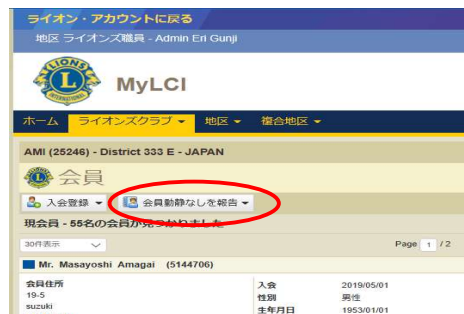 ライオン・アカウントに戻る
地区 ライオンズ職員 - Admin Eri Gunji
LIONS
L
INTERNATIONAL
MyLCI
ホーム ライオンズクラブ 地区 複合地区
AMI (25246) - District 333 E - JAPAN
会員
入会登録 会員動静なしを報告
現会員 - 55名の会員が見つかりました
30件表示 Page 1 / 2
Mr. Masayoshi Amagai (5144706)
会員住所 入会 2019/05/01
19-5 性別 男性
suzuki 生年月日 1953/01/01